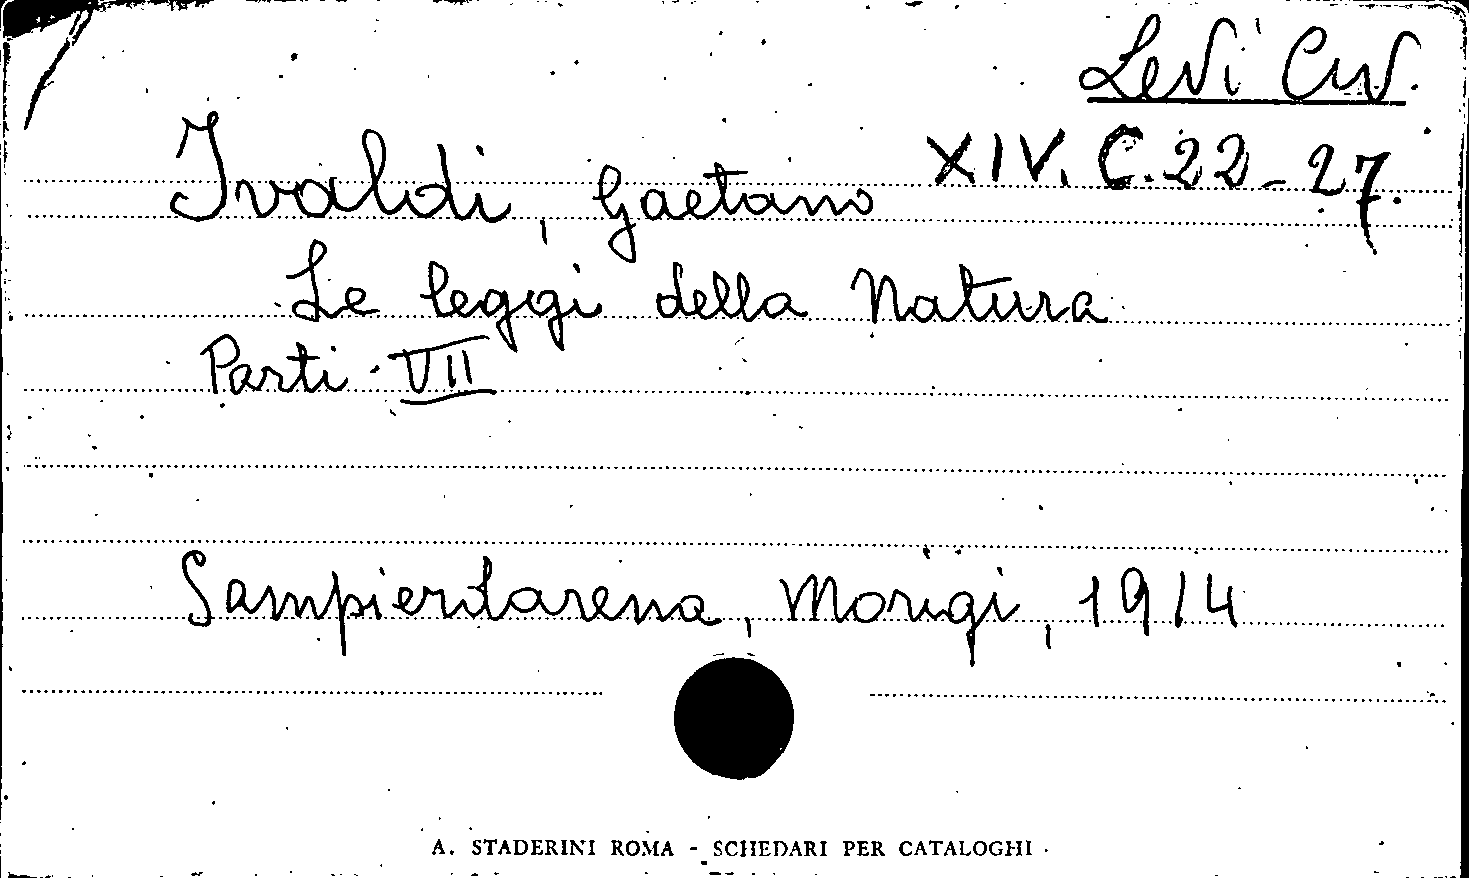 Levi Civ.
XIV. C. 22-27.
Ivaldi, Gaetano
Le leggi della Natura
Parti VII
Sampierdarena, Morigi, 1914
A. STADERINI ROMA - SCHEDARI PER CATALOGHI